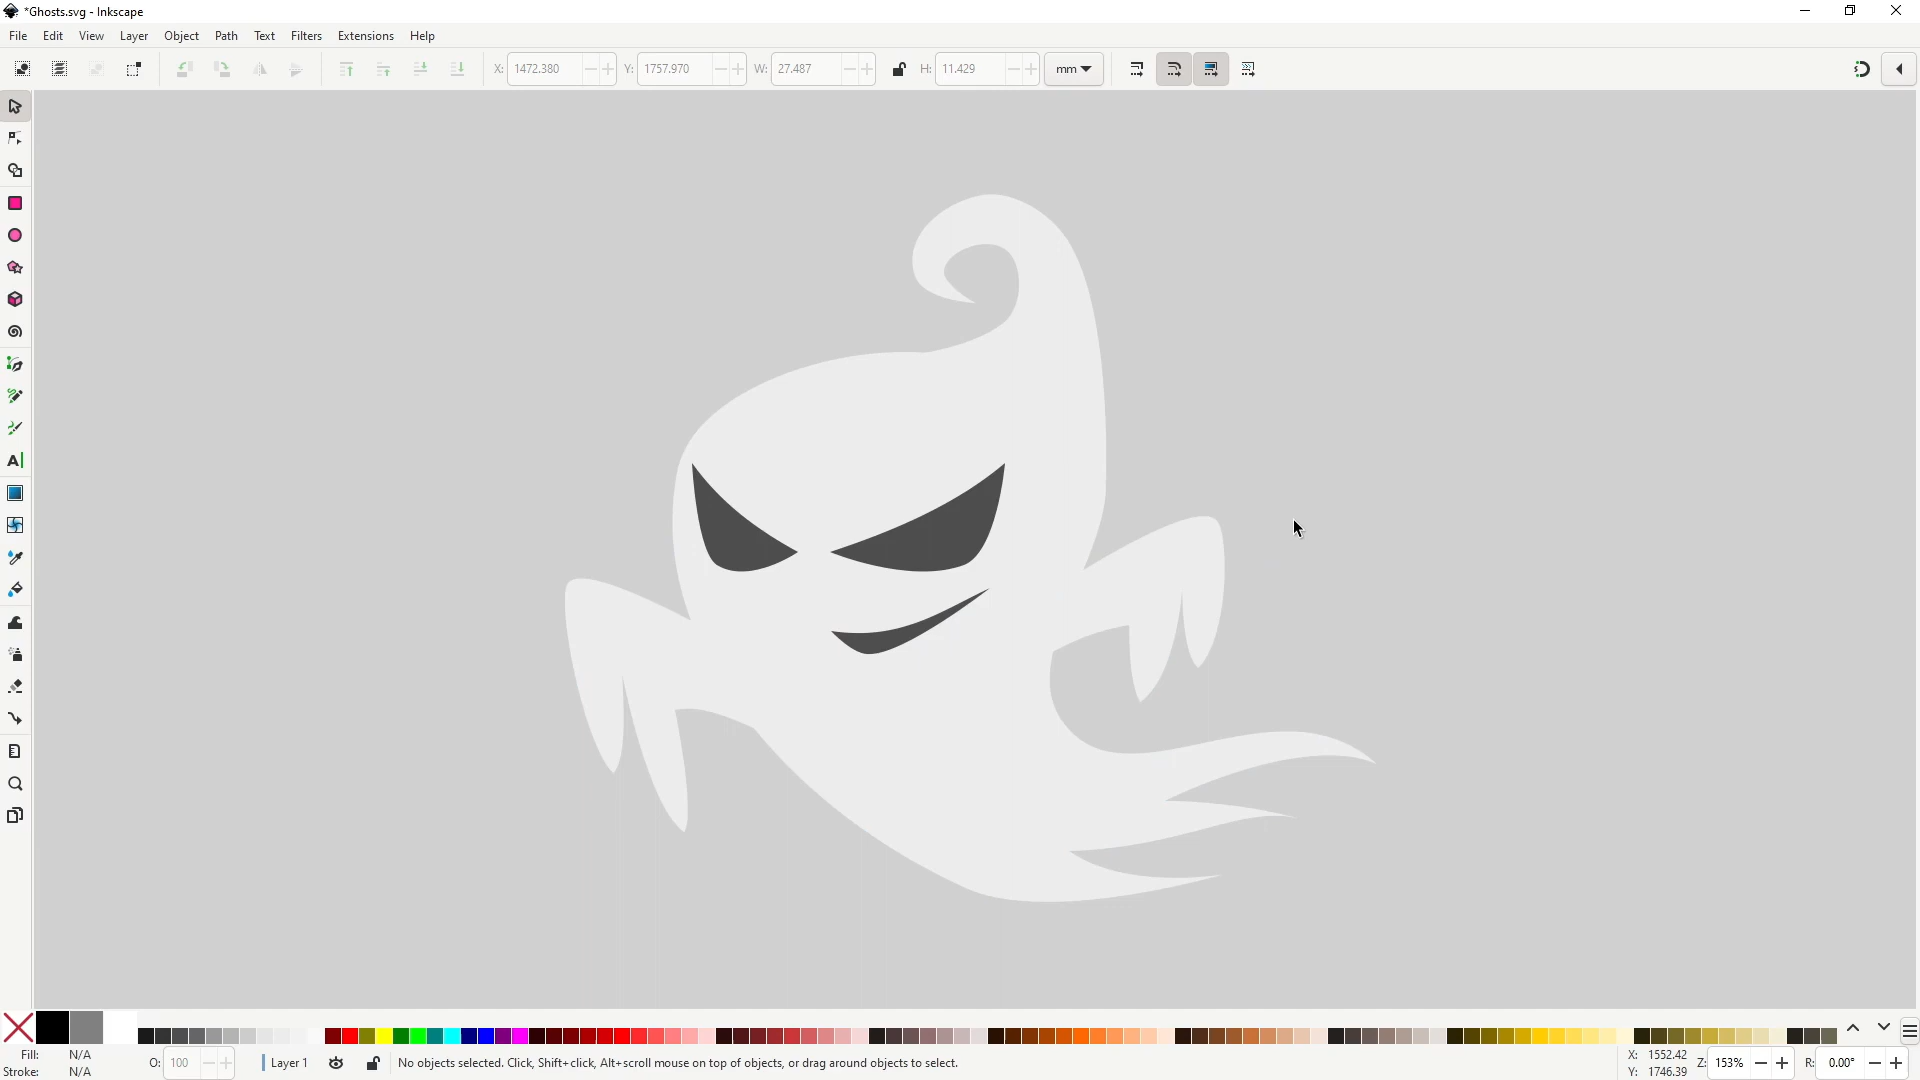 *Ghosts.svg - Inkscape
File Edit View Layer Object Path Text Filters Extensions Help
X: 1472.380 Y: 1757.970 W: 27.487 H: 11.429 mm
A
Fill: N/A O: 100 Layer 1 No objects selected. Click, Shift+click, Alt+scroll mouse on top of objects, or drag around objects to select. X: 1552.42 Z: 153% R: 0.00°
Stroke: N/A Y: 1746.39